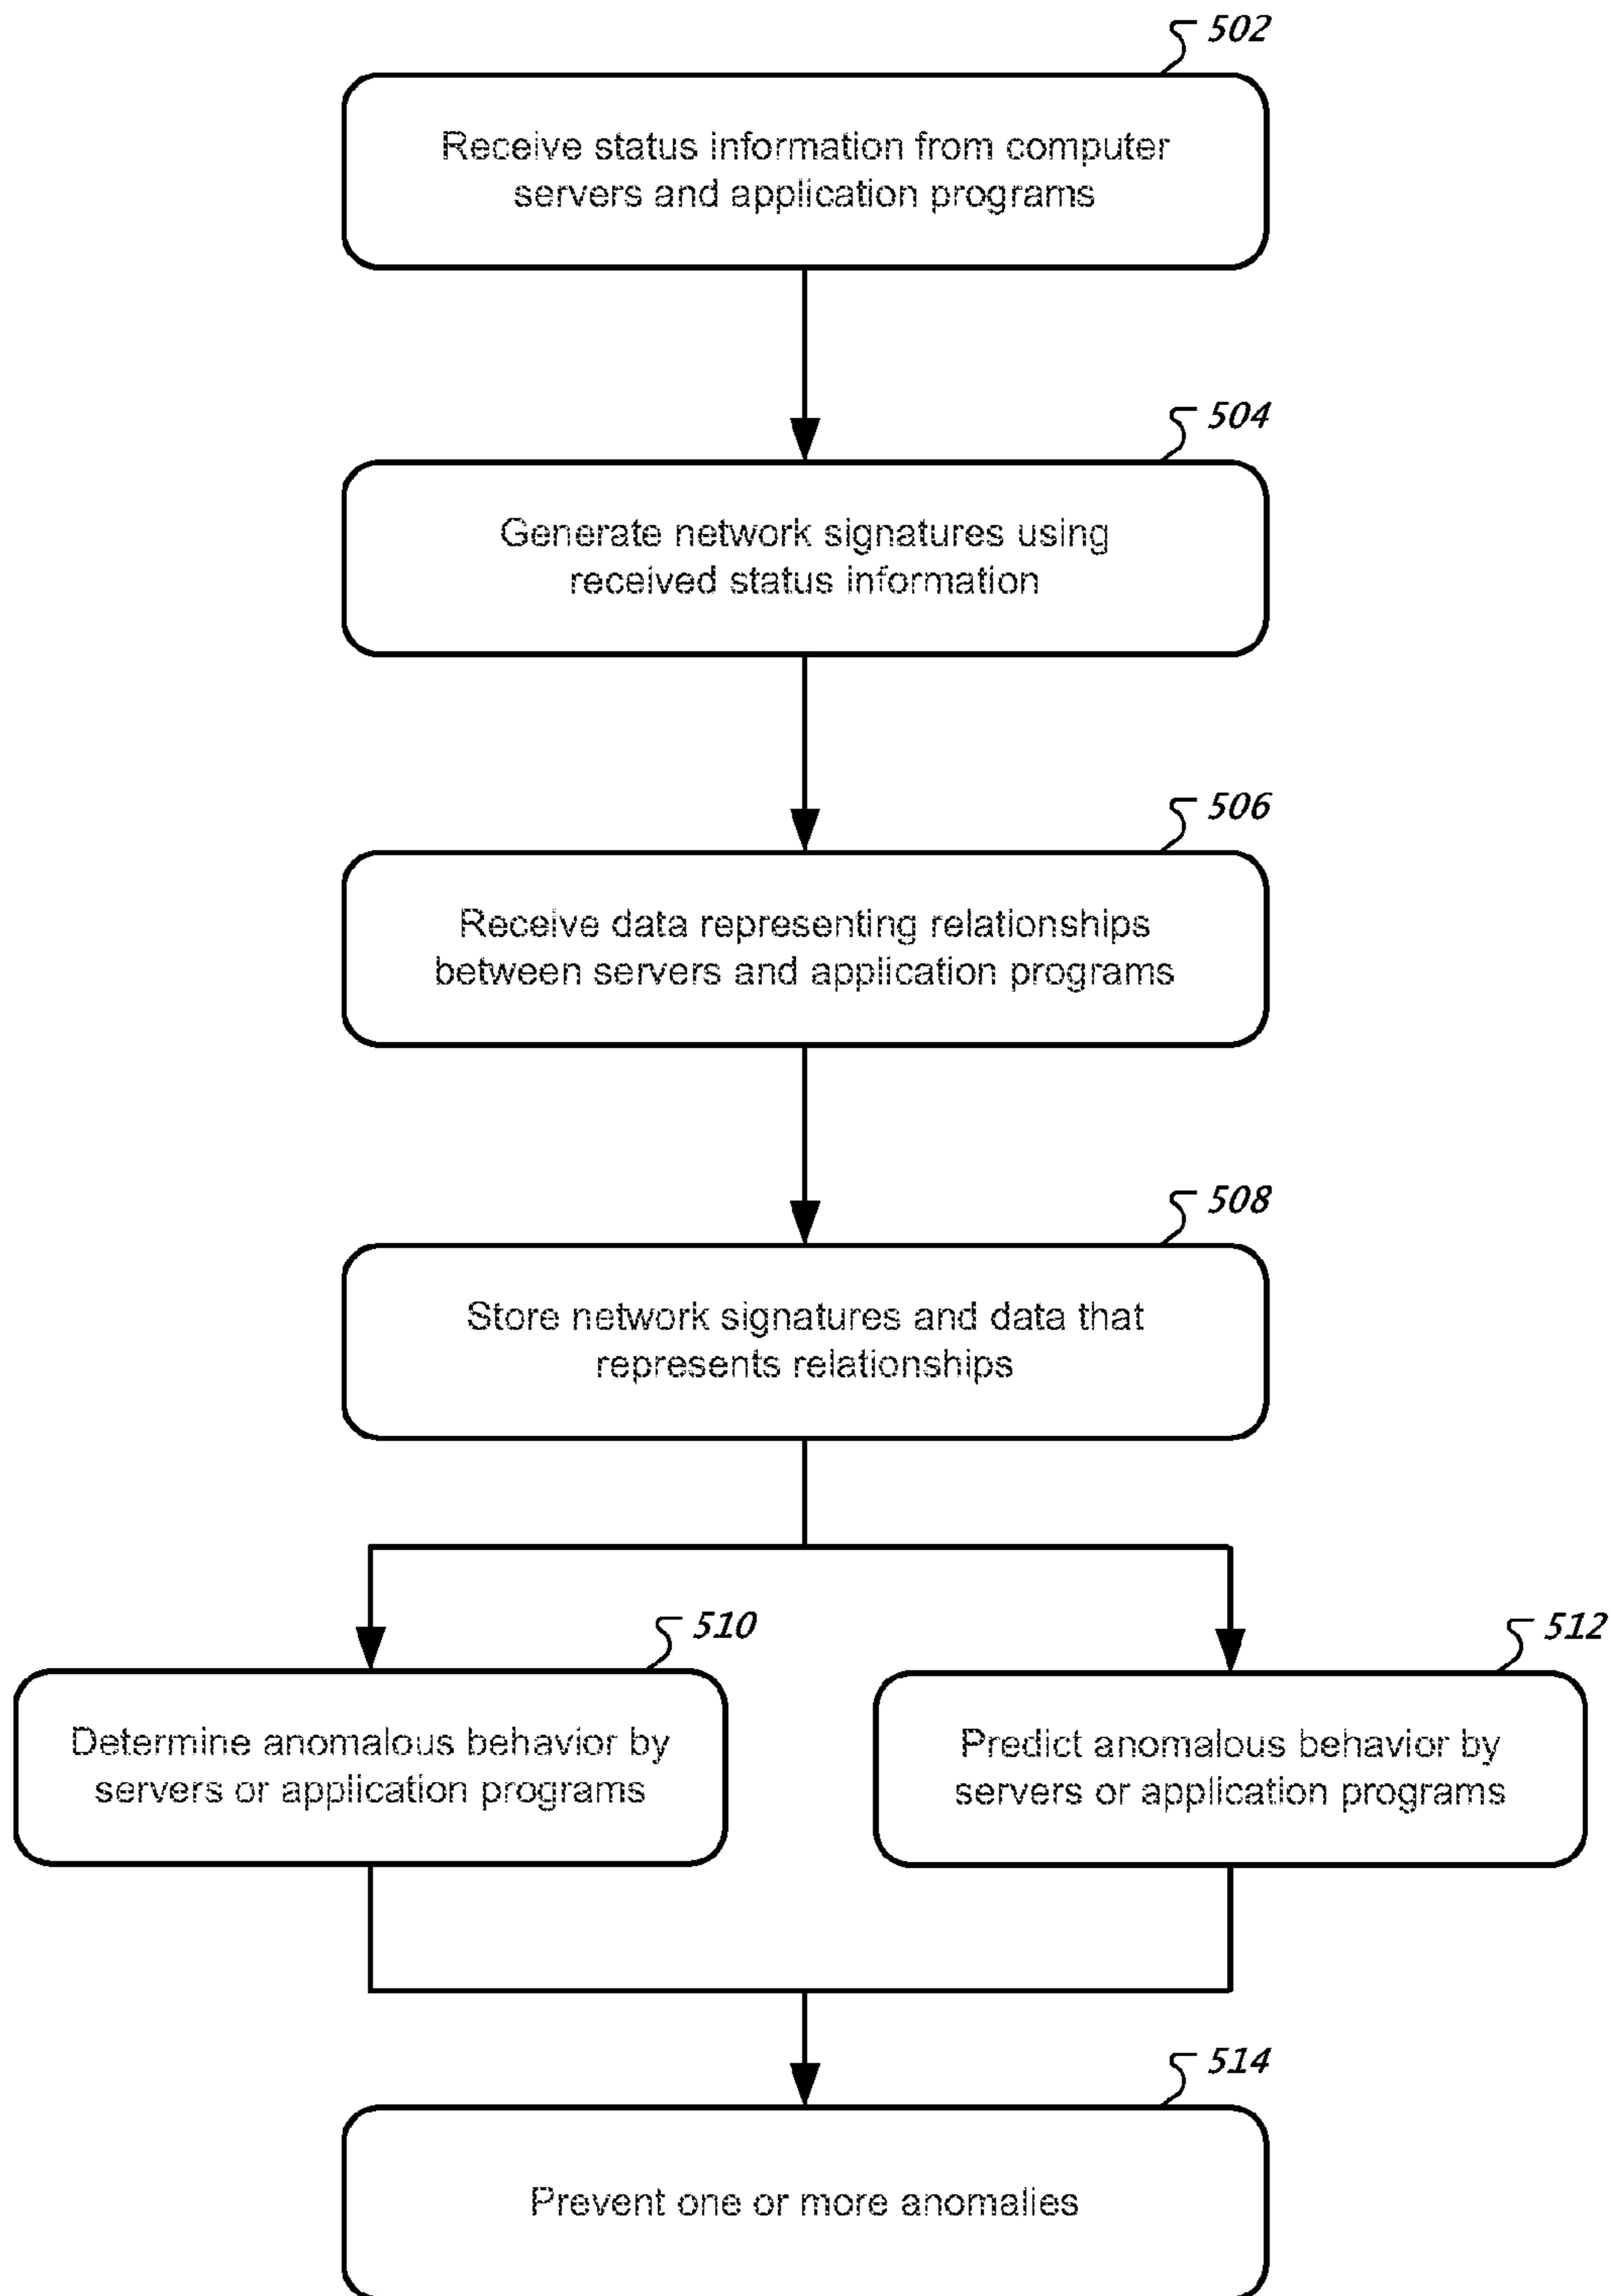 502
Receive status information from computer
servers and application programs
504
Generate network signatures using
received status information
506
Receive data representing relationships
between servers and application programs
508
Store network signatures and data that
represents relationships
510
Determine anomalous behavior by
servers or application programs
512
Predict anomalous behavior by
servers or application programs
514
Prevent one or more anomalies